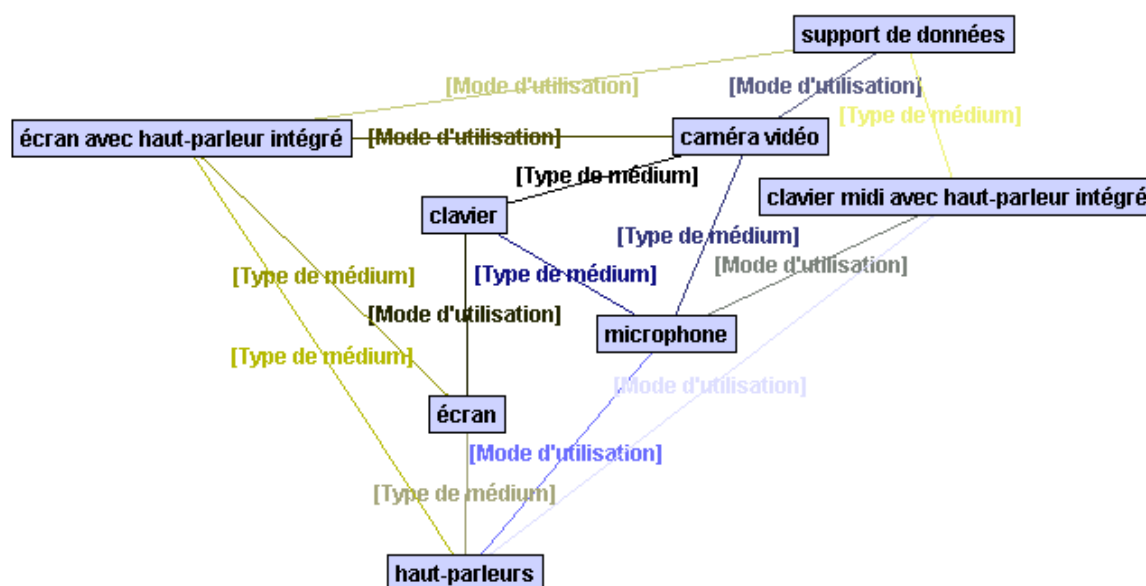 support de données
[Mode d'utilisation]
[Mode d'utilisation]
[Type de médium]
écran avec haut-parleur intégré
[Mode d'utilisation]
caméra vidéo
[Type de médium]
clavier midi avec haut-parleur intégré
clavier
[Type de médium]
[Mode d'utilisation]
[Type de médium]
[Type de médium]
[Mode d'utilisation]
microphone
[Type de médium]
[Mode d'utilisation]
écran
[Mode d'utilisation]
[Type de médium]
haut-parleurs